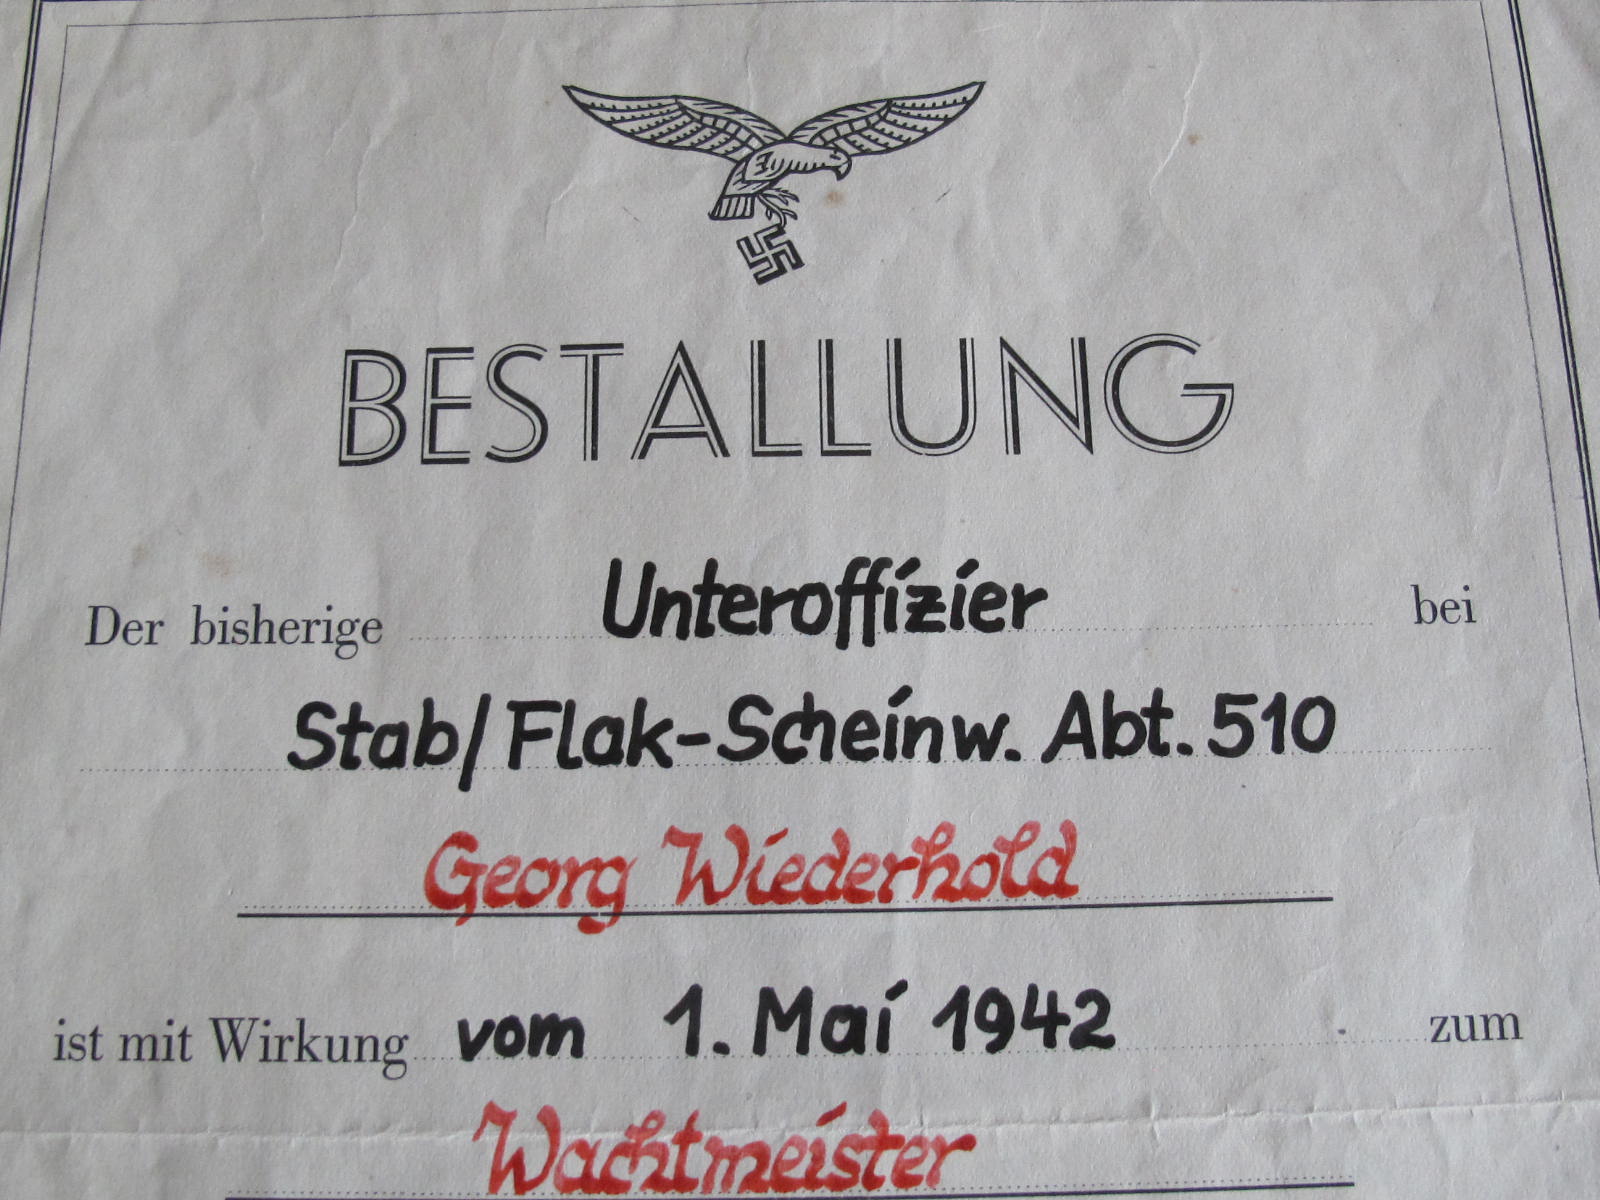 BESTALLUNG
Der bisherige Unteroffizier bei
Stab/Flak-Scheinw. Abt. 510
Georg Wiederhold
ist mit Wirkung vom 1. Mai 1942 zum
Wachtmeister